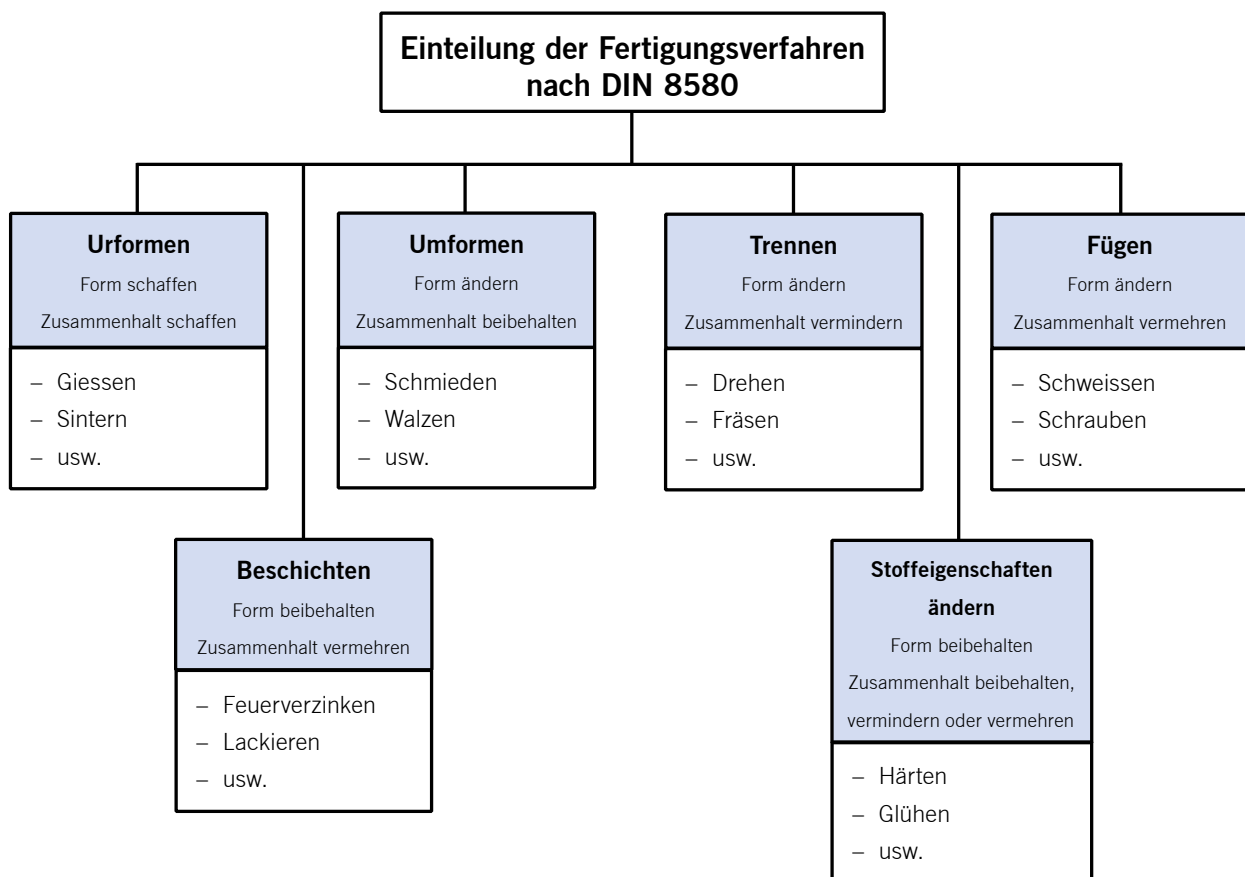 Einteilung der Fertigungsverfahren
nach DIN 8580
Urformen
Form schaffen
Zusammenhalt schaffen
– Giessen
– Sintern
– usw.
Umformen
Form ändern
Zusammenhalt beibehalten
– Schmieden
– Walzen
– usw.
Trennen
Form ändern
Zusammenhalt vermindern
– Drehen
– Fräsen
– usw.
Fügen
Form ändern
Zusammenhalt vermehren
– Schweissen
– Schrauben
– usw.
Beschichten
Form beibehalten
Zusammenhalt vermehren
– Feuerverzinken
– Lackieren
– usw.
Stoffeigenschaften
ändern
Form beibehalten
Zusammenhalt beibehalten,
vermindern oder vermehren
– Härten
– Glühen
– usw.